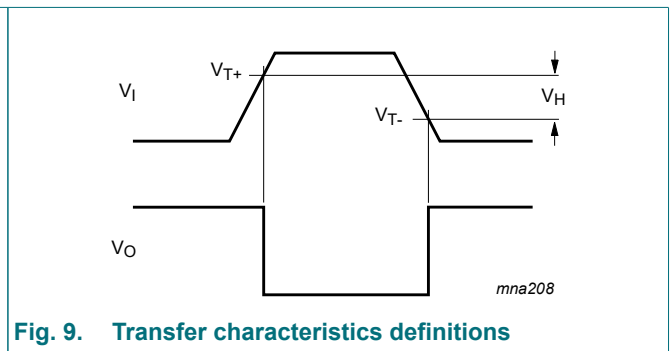 VT+
VI
VH
VT-
VO
mna208
Fig. 9. Transfer characteristics definitions